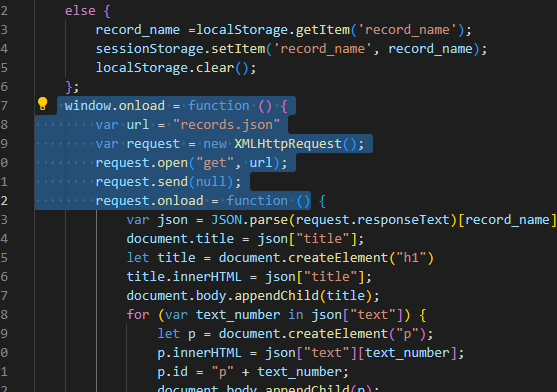 2 else {
3 record_name =localStorage.getItem('record_name');
4 sessionStorage.setItem('record_name', record_name);
5 localStorage.clear();
6 };
7 window.onload = function () {
8 var url = "records.json"
9 var request = new XMLHttpRequest();
0 request.open("get", url);
1 request.send(null);
2 request.onload = function () {
3 var json = JSON.parse(request.responseText)[record_name]
4 document.title = json["title"];
5 let title = document.createElement("h1")
6 title.innerHTML = json["title"];
7 document.body.appendChild(title);
8 for (var text_number in json["text"]) {
9 let p = document.createElement("p");
0 p.innerHTML = json["text"][text_number];
1 p.id = "p" + text_number;
2 document.body.appendChild(p);